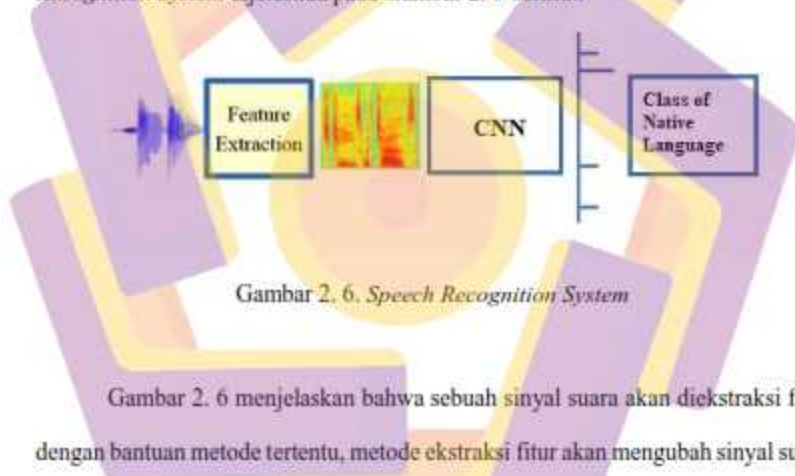 Feature
Extraction
CNN
Class of
Native
Language
Gambar 2. 6. Speech Recognition System
Gambar 2. 6 menjelaskan bahwa sebuah sinyal suara akan diekstraksi
dengan bantuan metode tertentu, metode ekstraksi fitur akan mengubah sinyal